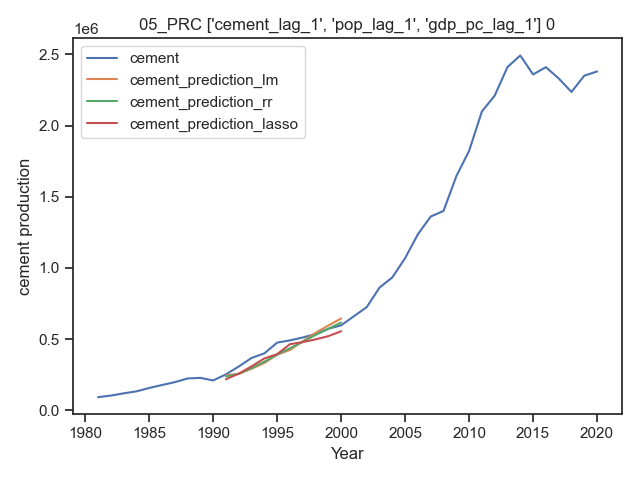 05_PRC ['cement_lag_1', 'pop_lag_1', 'gdp_pc_lag_1'] 0
1e6
cement
cement_prediction_lm
cement_prediction_rr
cement_prediction_lasso
cement production
2.5
2.0
1.5
1.0
0.5
0.0
1980 1985 1990 1995 2000 2005 2010 2015 2020
Year